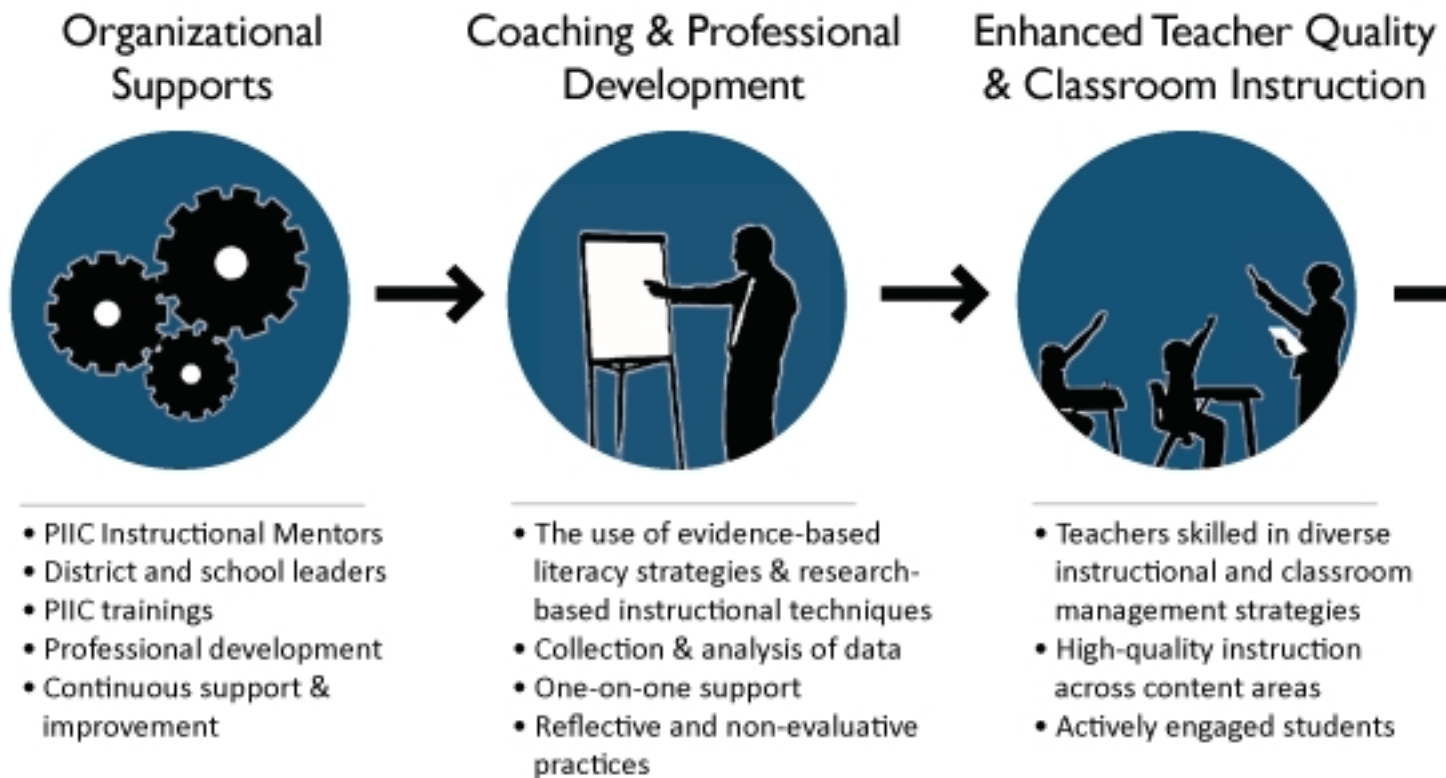 Organizational
Supports
• PIIC Instructional Mentors
• District and school leaders
• PIIC trainings
• Professional development
• Continuous support &
improvement
Coaching & Professional
Development
• The use of evidence-based
literacy strategies & research-
based instructional techniques
• Collection & analysis of data
• One-on-one support
• Reflective and non-evaluative
practices
Enhanced Teacher Quality
& Classroom Instruction
• Teachers skilled in diverse
instructional and classroom
management strategies
• High-quality instruction
across content areas
• Actively engaged students